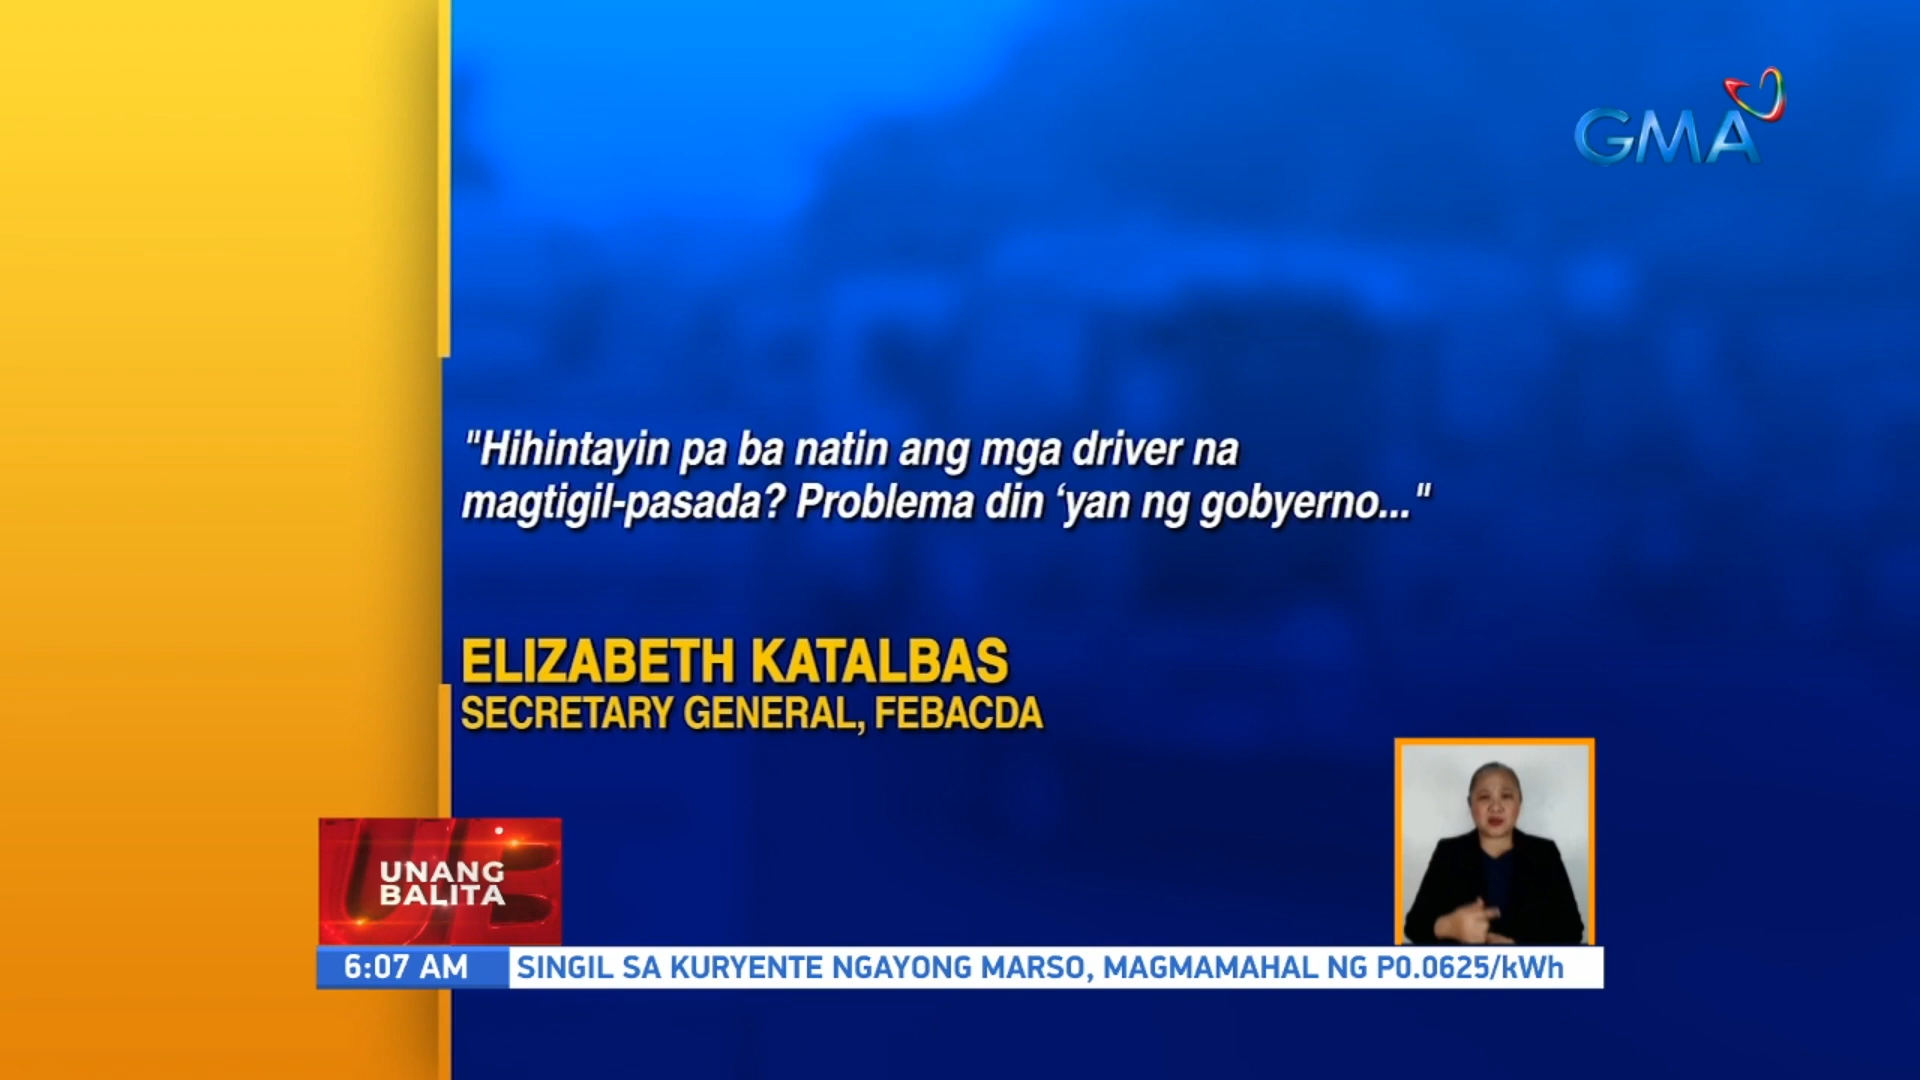 GMA
"Hihintayin pa ba natin ang mga driver na
magtigil-pasada? Problema din ‘yan ng gobyerno..."
ELIZABETH KATALBAS
SECRETARY GENERAL, FEBACDA
UNANG
BALITA
6:07 AM
SINGIL SA KURYENTE NGAYONG MARSO, MAGMAMAHAL NG P0.0625/kWh